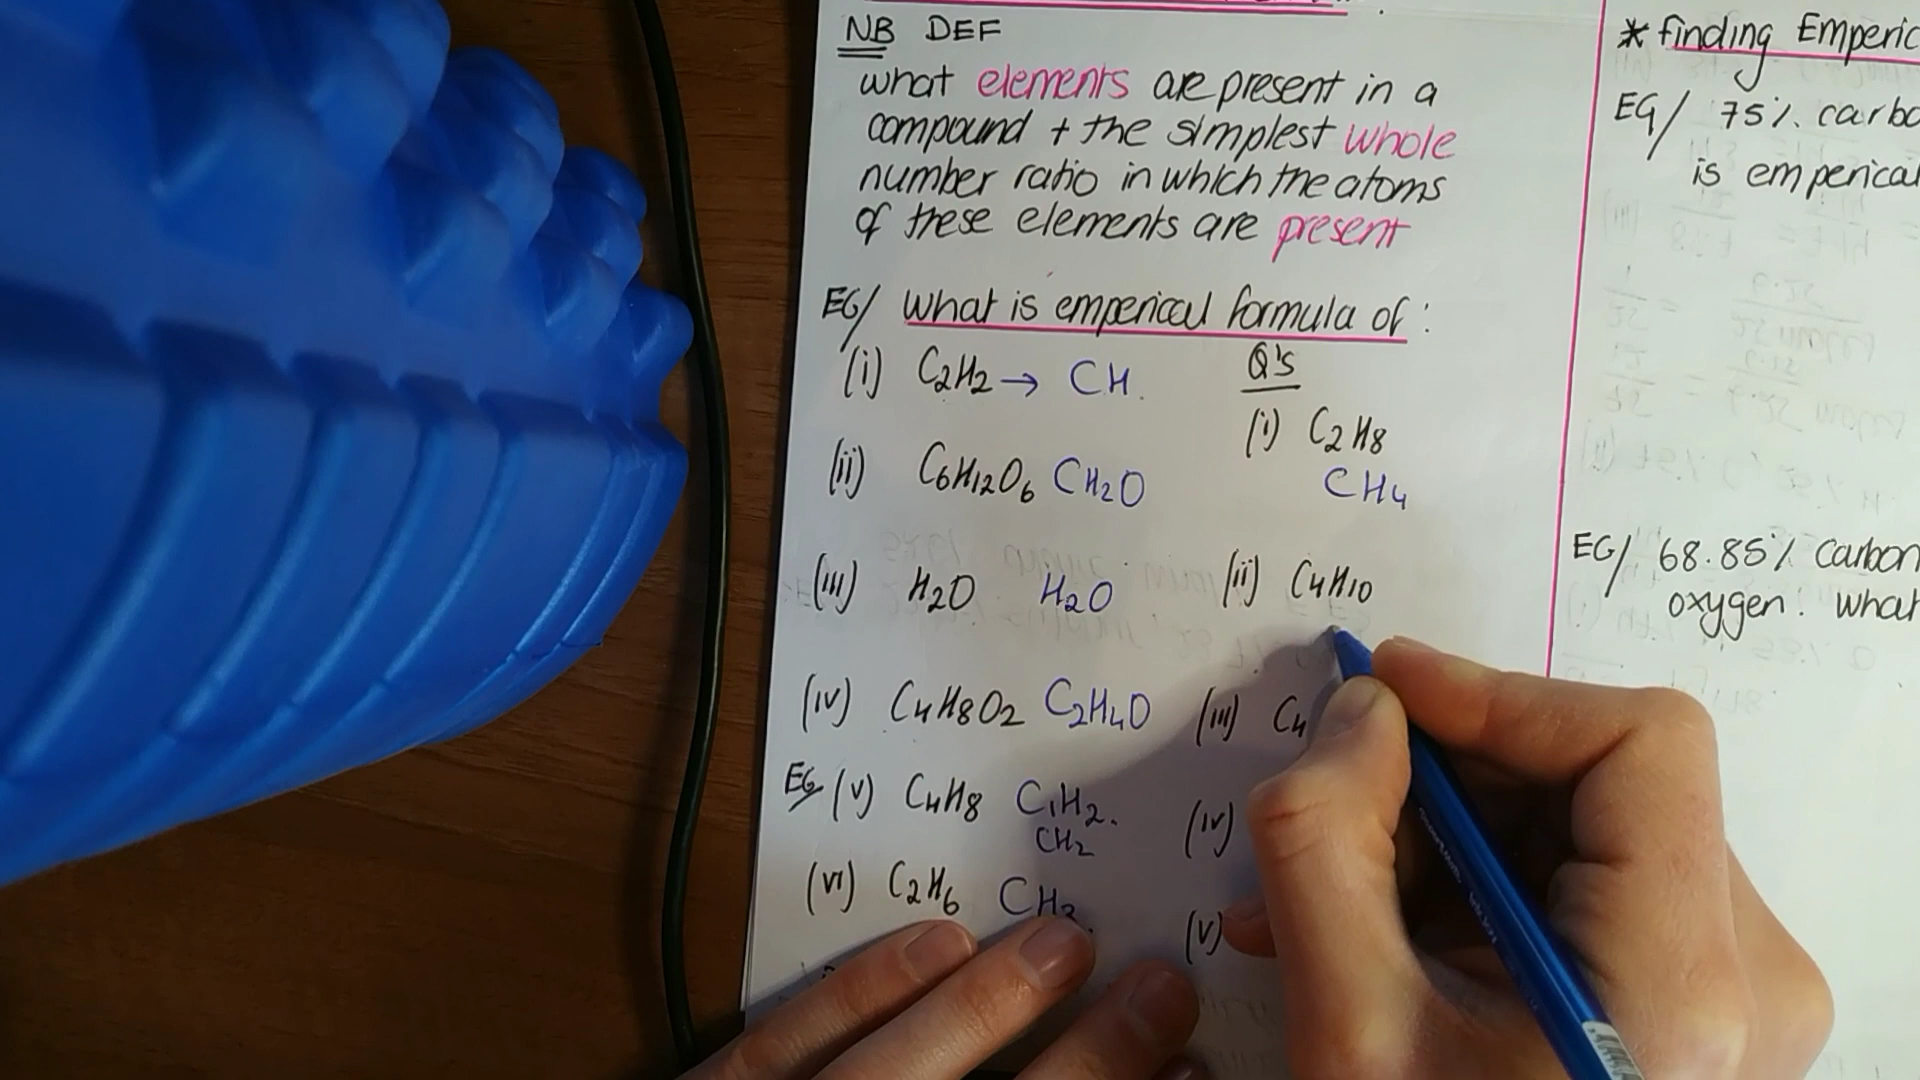 NB DEF
what elements are present in a
compound + the simplest whole
number ratio in which the atoms
of these elements are present
EG/ What is emperical formula of :
(i) C2H2 → CH.
(ii) C6H12O6 CH2O
(iii) H2O H2O
(iv) C4H8O2 C2H4O
EG (v) C4H8 C1H2.
CH2
(vi) C2H6 CH3
Q's
(i) C2H8
CH4
(ii) C4H10
(iii) C4
(iv)
(v)
* finding Emperic
EG/ 75%. carbo
is emperical
EG/ 68.85% carbon
oxygen. what